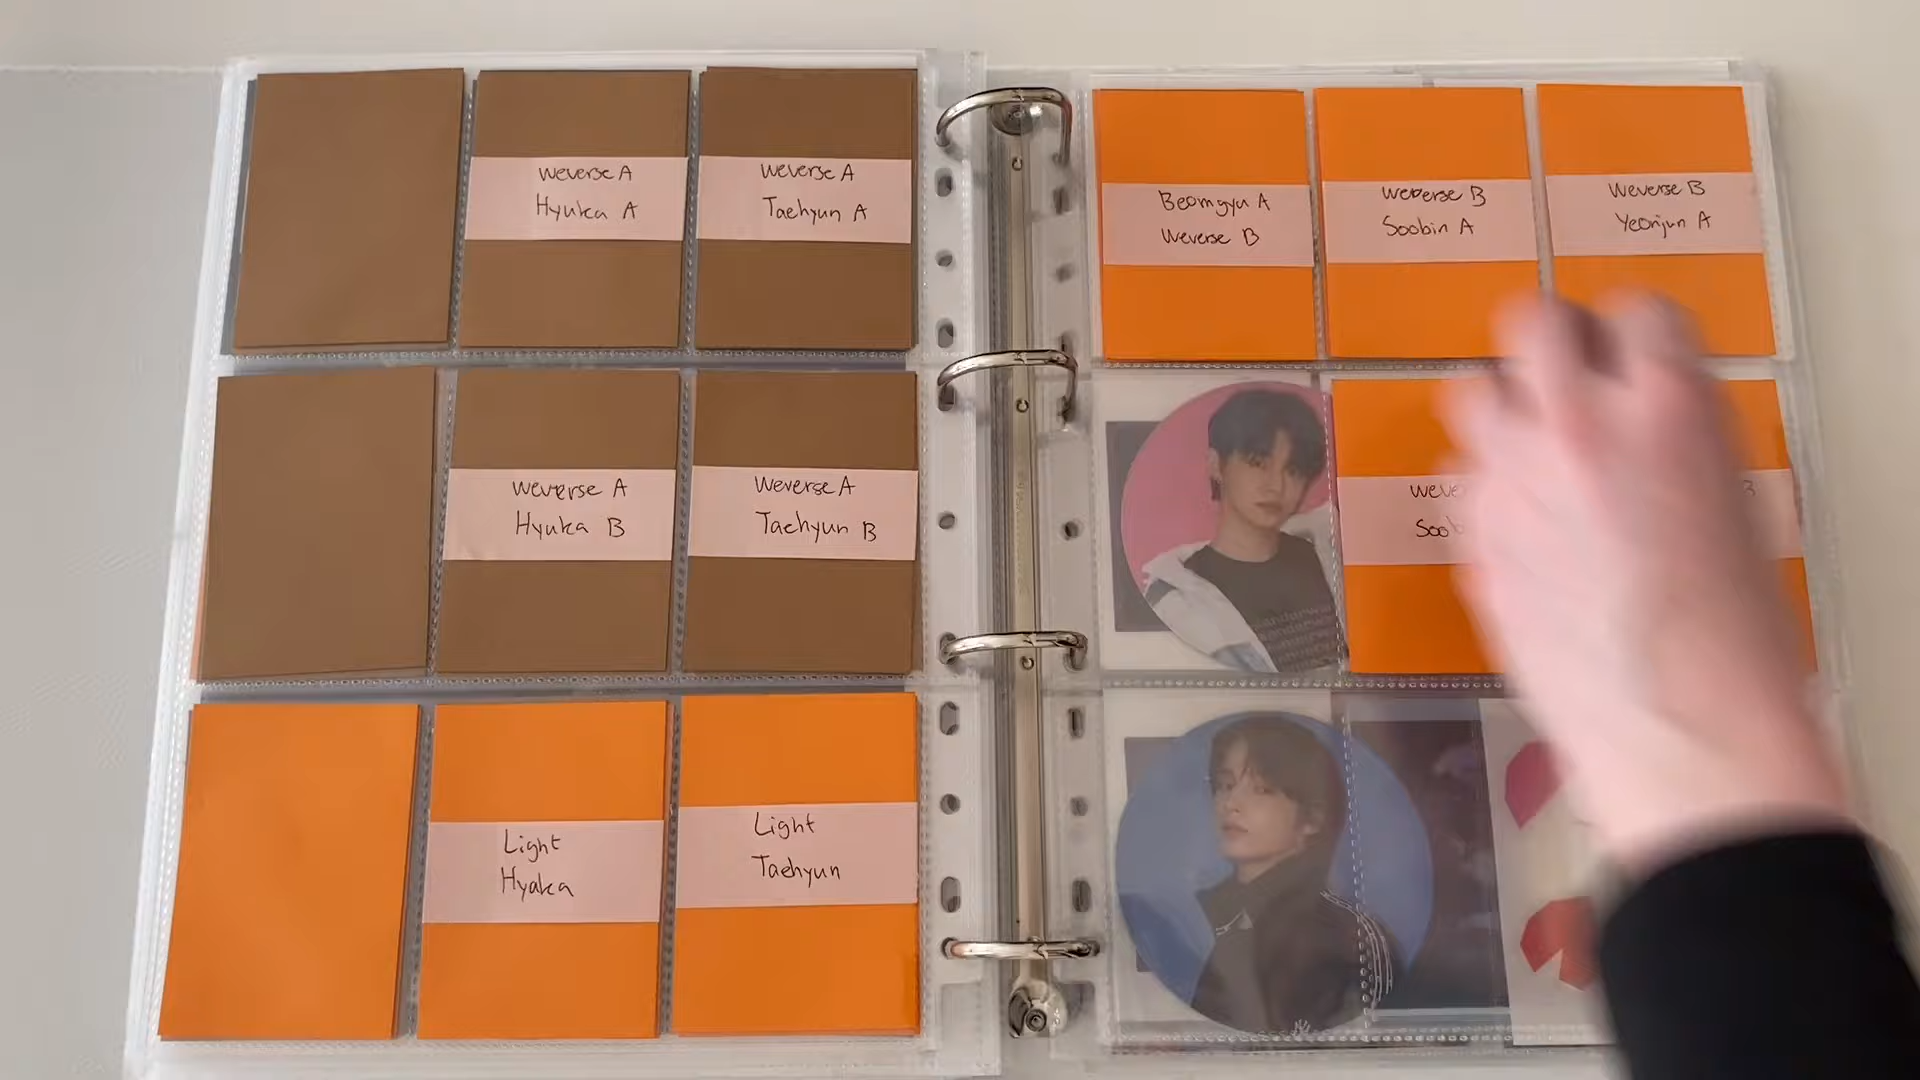 weverse A
Hyuka A
weverse A
Taehyun A
weverse A
Hyuka B
weverse A
Taehyun B
Light
Hyuka
Light
Taehyun
Beomgyu A
Weverse B
weverse B
Soobin A
Weverse B
Yeonjun A
B